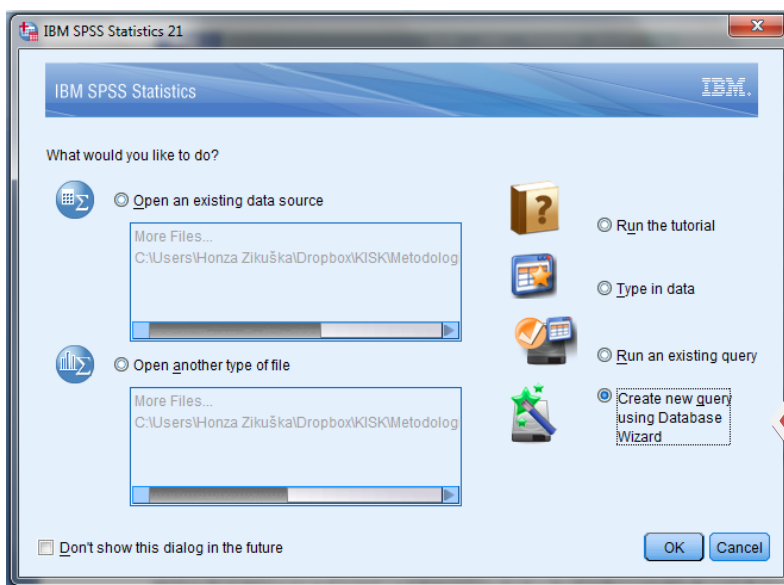 IBM SPSS Statistics 21
IBM SPSS Statistics
IBM.
What would you like to do?
Open an existing data source
More Files...
C:\Users\Honza Zikuška\Dropbox\KISK\Metodolog
Open another type of file
More Files...
C:\Users\Honza Zikuška\Dropbox\KISK\Metodolog
Run the tutorial
Type in data
Run an existing query
Create new query
using Database
Wizard
Don't show this dialog in the future
OK
Cancel